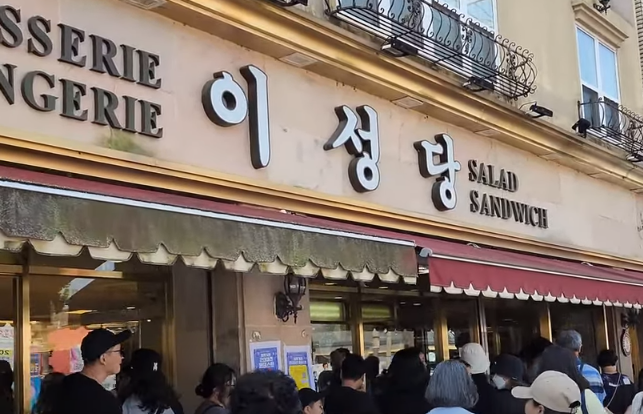 SSERIE
NGERIE
이성당
SALAD
SANDWICH